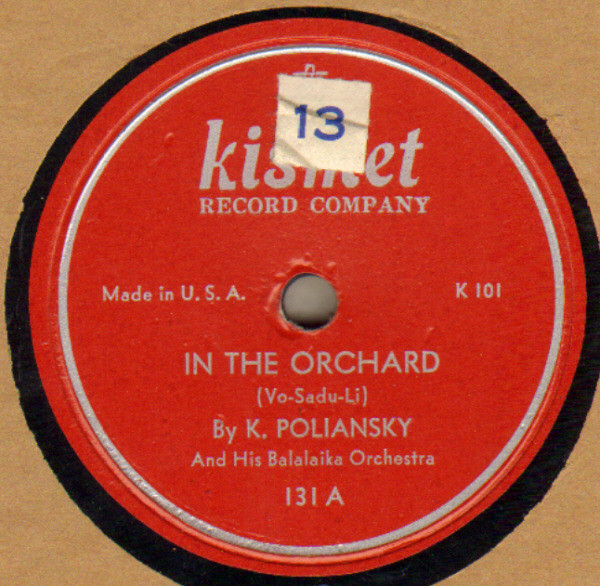 13
kismet
RECORD COMPANY
Made in U. S. A.
K 101
IN THE ORCHARD
(Vo-Sadu-Li)
By K. POLIANSKY
And His Balalaika Orchestra
131 A